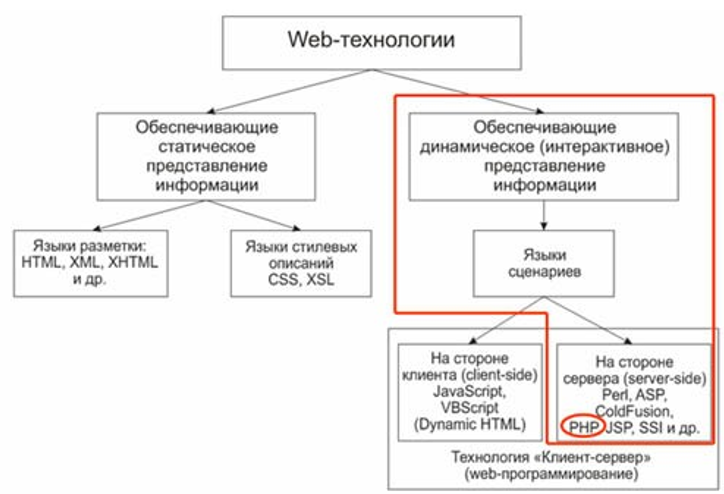 Web-технологии
Обеспечивающие
статическое
представление
информации
Обеспечивающие
динамическое (интерактивное)
представление
информации
Языки разметки:
HTML, XML, XHTML
и др.
Языки стилевых
описаний
CSS, XSL
Языки
сценариев
На стороне
клиента (client-side)
JavaScript,
VBScript
(Dynamic HTML)
На стороне
сервера (server-side)
Perl, ASP,
ColdFusion,
PHP, JSP, SSI и др.
Технология «Клиент-сервер»
(web-программирование)